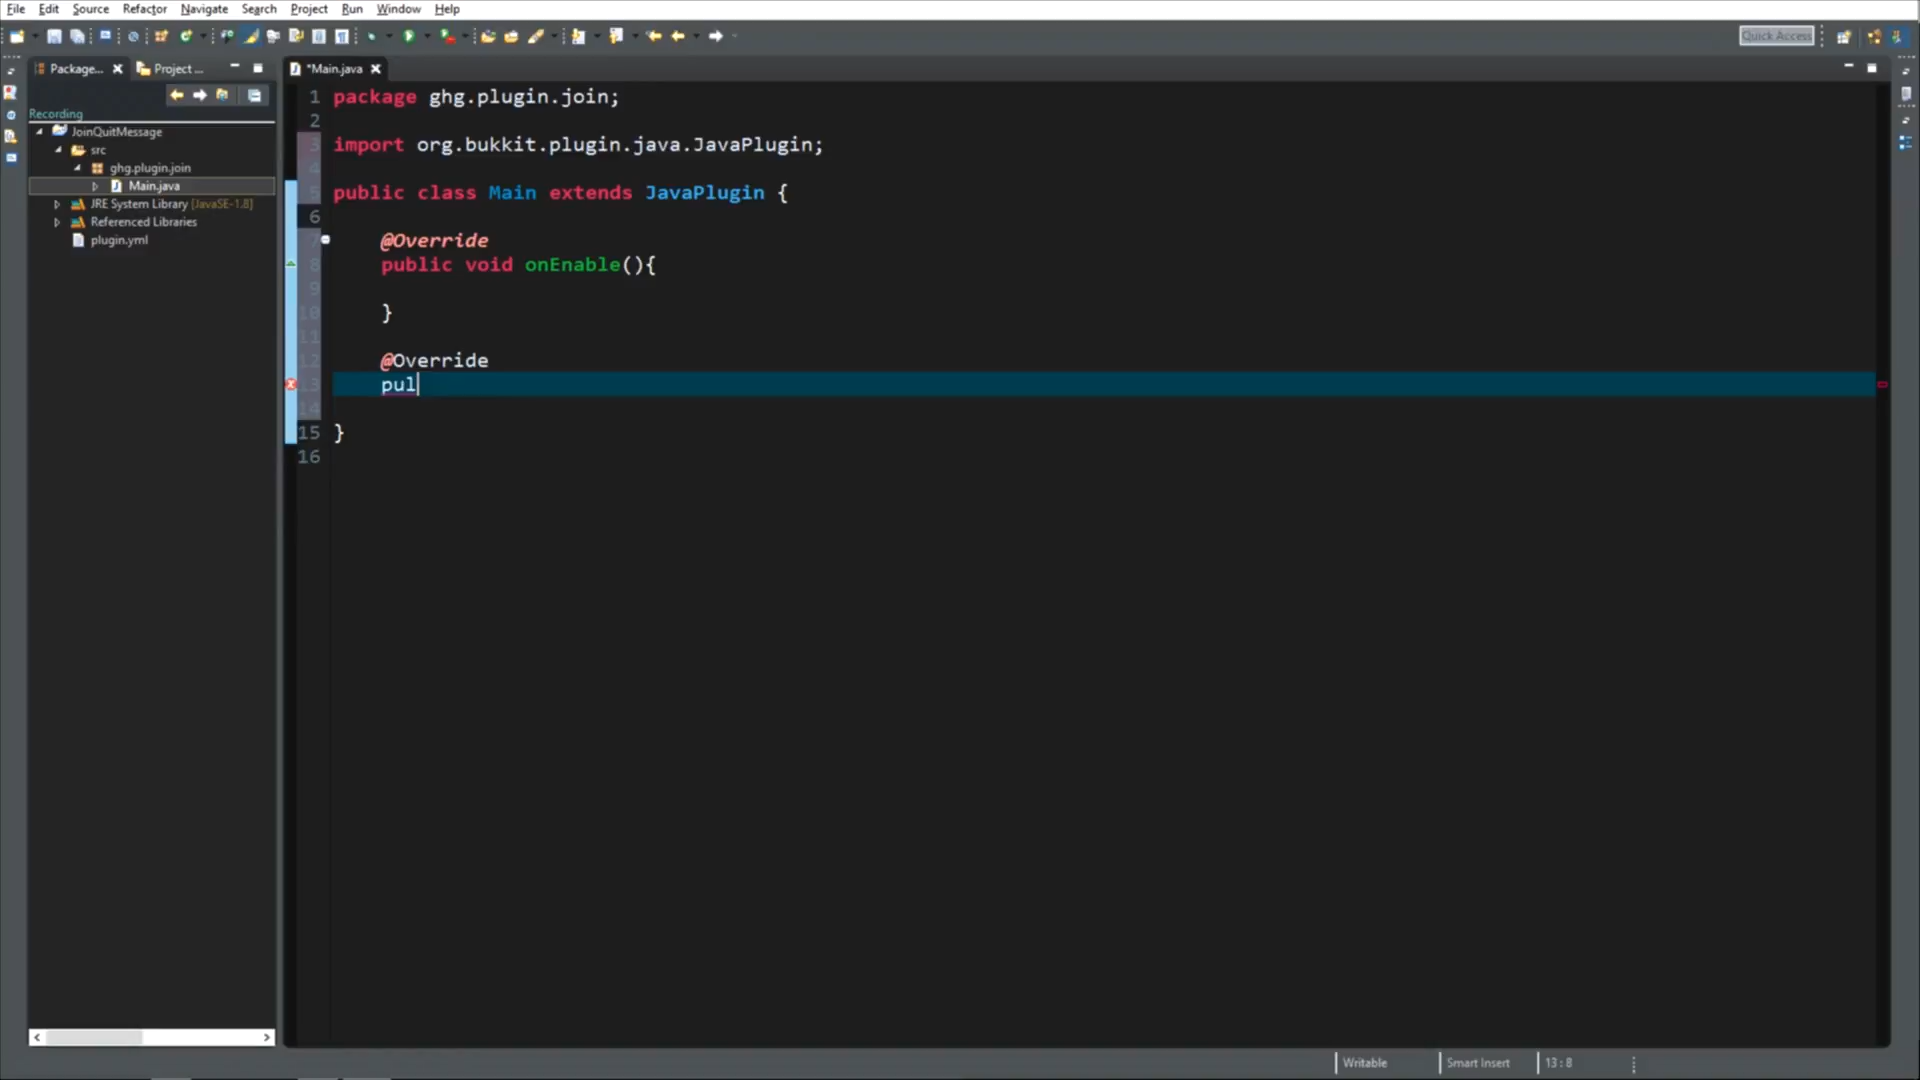 File Edit Source Refactor Navigate Search Project Run Window Help
Quick Access
Package... Project ...
*Main.java
Recording
JoinQuitMessage
src
ghg.plugin.join
Main.java
JRE System Library [JavaSE-1.8]
Referenced Libraries
plugin.yml
1 package ghg.plugin.join;
2
3 import org.bukkit.plugin.java.JavaPlugin;
4
5 public class Main extends JavaPlugin {
6
7 @Override
8 public void onEnable(){
9
10 }
11
12 @Override
13 pul
14
15 }
16
Writable Smart Insert 13 : 8